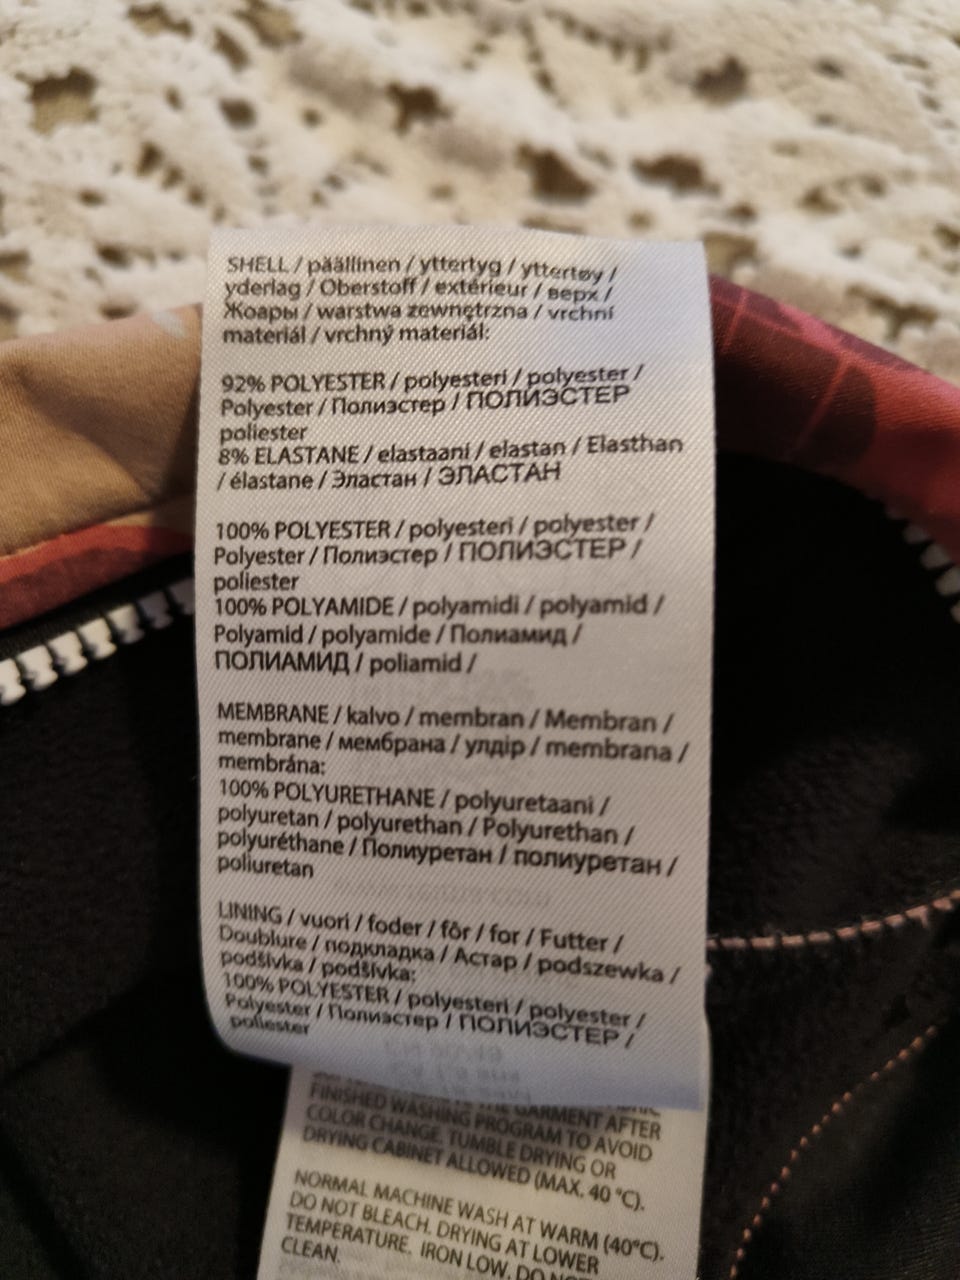 SHELL / päällinen / yttertyg / yttertøy /
yderlag / Oberstoff / extérieur / верх /
Жоары / warstwa zewnętrzna / vrchní
materiál / vrchný materiál:
92% POLYESTER / polyesteri / polyester /
Polyester / Полиэстер / ПОЛИЭСТЕР
poliester
8% ELASTANE / elastaani / elastan / Elasthan
/ élastane / Эластан / ЭЛАСТАН
100% POLYESTER / polyesteri / polyester /
Polyester / Полиэстер / ПОЛИЭСТЕР /
poliester
100% POLYAMIDE / polyamidi / polyamid /
Polyamid / polyamide / Полиамид /
ПОЛИАМИД / poliamid /
MEMBRANE / kalvo / membran / Membran /
membrane / мембрана / улдір / membrana /
membrána:
100% POLYURETHANE / polyuretaani /
polyuretan / polyurethan / Polyurethan /
polyuréthane / Полиуретан / полиуретан /
poliuretan
LINING / vuori / foder / fôr / for / Futter /
Doublure / подкладка / Астар / podszewka /
podšívka / podšívka:
100% POLYESTER / polyesteri / polyester /
Polyester / Полиэстер / ПОЛИЭСТЕР /
poliester
GARMENT AFTER
FINISHED WASHING PROGRAM TO AVOID
COLOR CHANGE. TUMBLE DRYING OR
DRYING CABINET ALLOWED (MAX. 40 °C).
NORMAL MACHINE WASH AT WARM (40°C).
DO NOT BLEACH. DRYING AT LOWER
TEMPERATURE. IRON LOW. DO NOT
CLEAN.